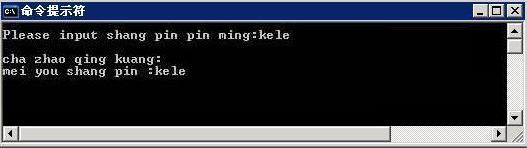 命令提示符
Please input shang pin pin ming:kele
cha zhao qing kuang:
mei you shang pin :kele